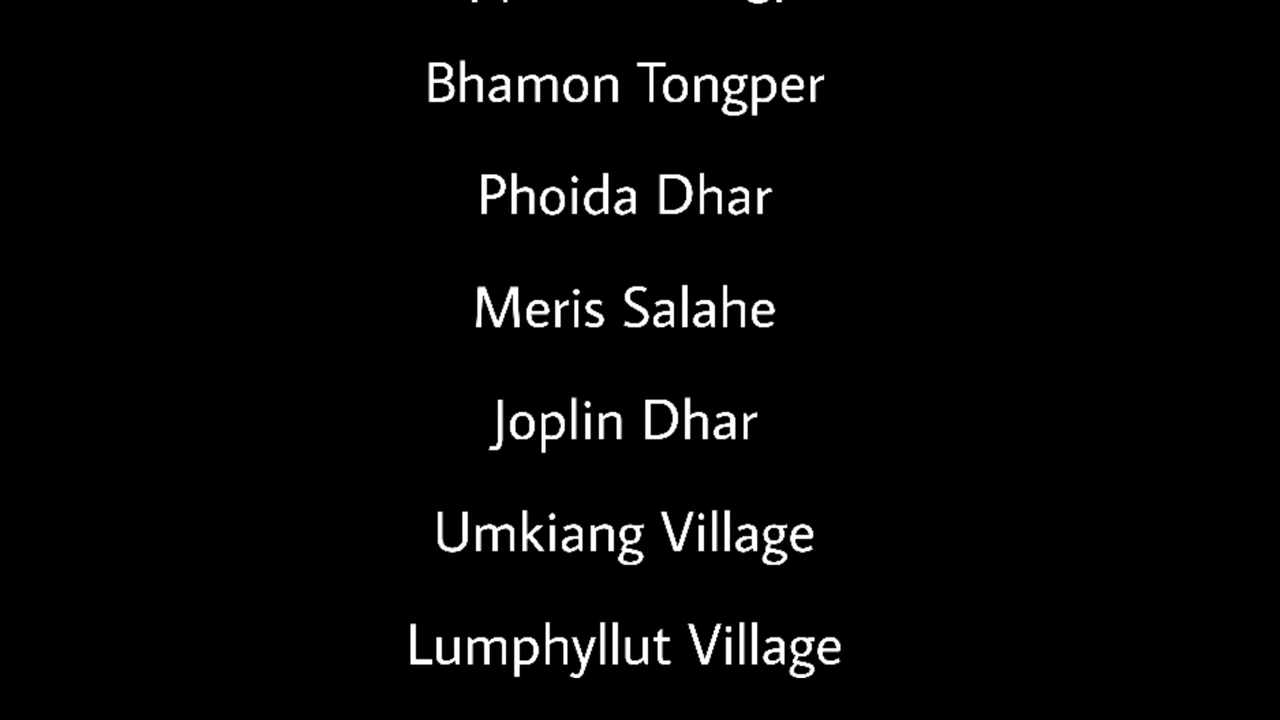 Bhamon Tongper
Phoida Dhar
Meris Salahe
Joplin Dhar
Umkiang Village
Lumphyllut Village